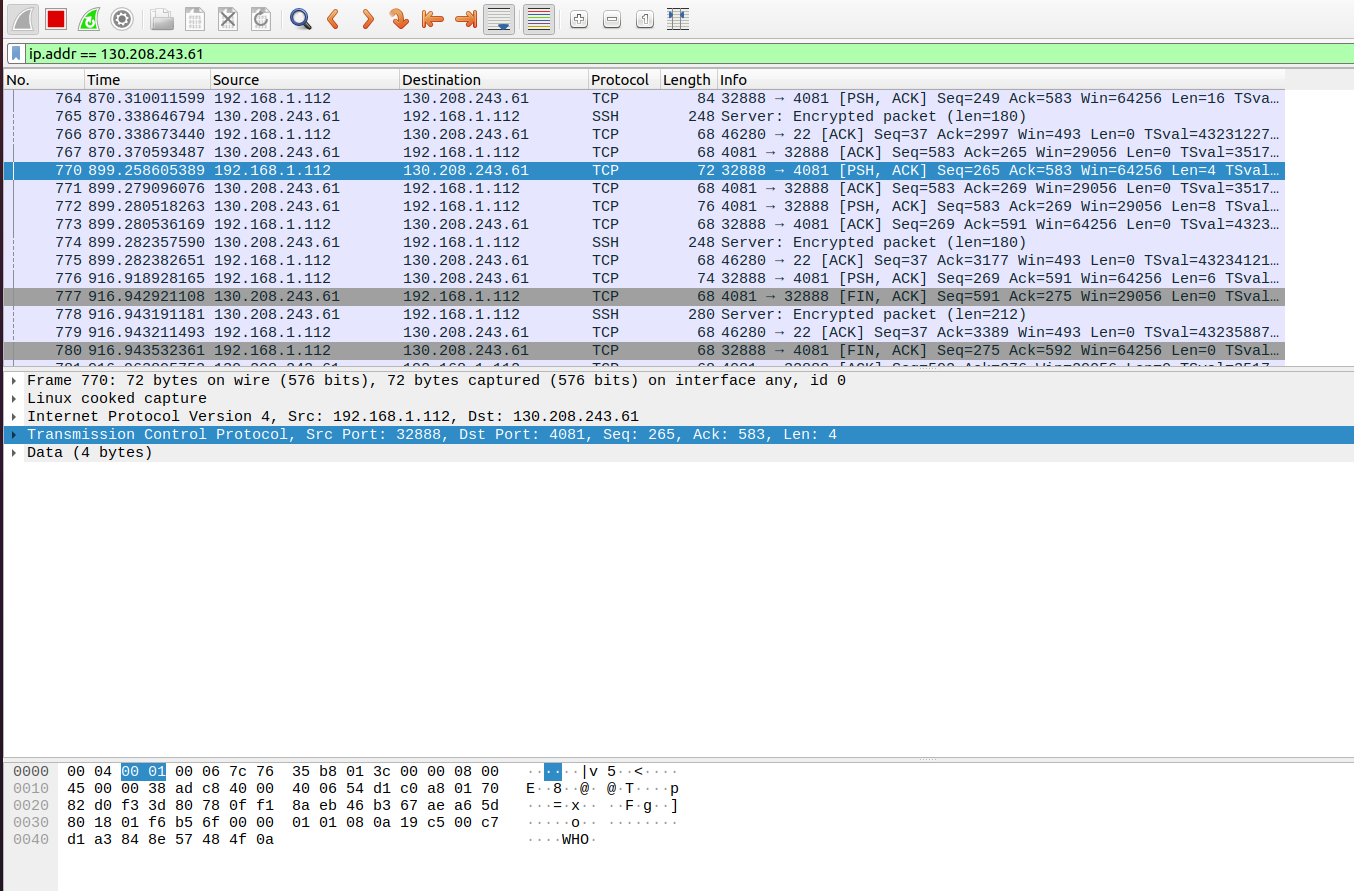 ip.addr == 130.208.243.61
No. Time Source Destination Protocol Length Info
764 870.310011599 192.168.1.112 130.208.243.61 TCP 84 32888 → 4081 [PSH, ACK] Seq=249 Ack=583 Win=64256 Len=16 TSva…
765 870.338646794 130.208.243.61 192.168.1.112 SSH 248 Server: Encrypted packet (len=180)
766 870.338673440 192.168.1.112 130.208.243.61 TCP 68 46280 → 22 [ACK] Seq=37 Ack=2997 Win=493 Len=0 TSval=43231227…
767 870.370593487 130.208.243.61 192.168.1.112 TCP 68 4081 → 32888 [ACK] Seq=583 Ack=265 Win=29056 Len=0 TSval=3517…
770 899.258605389 192.168.1.112 130.208.243.61 TCP 72 32888 → 4081 [PSH, ACK] Seq=265 Ack=583 Win=64256 Len=4 TSval…
771 899.279096076 130.208.243.61 192.168.1.112 TCP 68 4081 → 32888 [ACK] Seq=583 Ack=269 Win=29056 Len=0 TSval=3517…
772 899.280518263 130.208.243.61 192.168.1.112 TCP 76 4081 → 32888 [PSH, ACK] Seq=583 Ack=269 Win=29056 Len=8 TSval…
773 899.280536169 192.168.1.112 130.208.243.61 TCP 68 32888 → 4081 [ACK] Seq=269 Ack=591 Win=64256 Len=0 TSval=4323…
774 899.282357590 130.208.243.61 192.168.1.112 SSH 248 Server: Encrypted packet (len=180)
775 899.282382651 192.168.1.112 130.208.243.61 TCP 68 46280 → 22 [ACK] Seq=37 Ack=3177 Win=493 Len=0 TSval=43234121…
776 916.918928165 192.168.1.112 130.208.243.61 TCP 74 32888 → 4081 [PSH, ACK] Seq=269 Ack=591 Win=64256 Len=6 TSval…
777 916.942921108 130.208.243.61 192.168.1.112 TCP 68 4081 → 32888 [FIN, ACK] Seq=591 Ack=275 Win=29056 Len=0 TSval…
778 916.943191181 130.208.243.61 192.168.1.112 SSH 280 Server: Encrypted packet (len=212)
779 916.943211493 192.168.1.112 130.208.243.61 TCP 68 46280 → 22 [ACK] Seq=37 Ack=3389 Win=493 Len=0 TSval=43235887…
780 916.943532361 192.168.1.112 130.208.243.61 TCP 68 32888 → 4081 [FIN, ACK] Seq=275 Ack=592 Win=64256 Len=0 TSval…
Frame 770: 72 bytes on wire (576 bits), 72 bytes captured (576 bits) on interface any, id 0
Linux cooked capture
Internet Protocol Version 4, Src: 192.168.1.112, Dst: 130.208.243.61
Transmission Control Protocol, Src Port: 32888, Dst Port: 4081, Seq: 265, Ack: 583, Len: 4
Data (4 bytes)
0000 00 04 00 01 00 06 7c 76 35 b8 01 3c 00 00 08 00 ······|v 5··<····
0010 45 00 00 38 ad c8 40 00 40 06 54 d1 c0 a8 01 70 E··8··@· @·T····p
0020 82 d0 f3 3d 80 78 0f f1 8a eb 46 b3 67 ae a6 5d ···=·x·· ··F·g··]
0030 80 18 01 f6 b5 6f 00 00 01 01 08 0a 19 c5 00 c7 ·····o·· ········
0040 d1 a3 84 8e 57 48 4f 0a ····WHO·